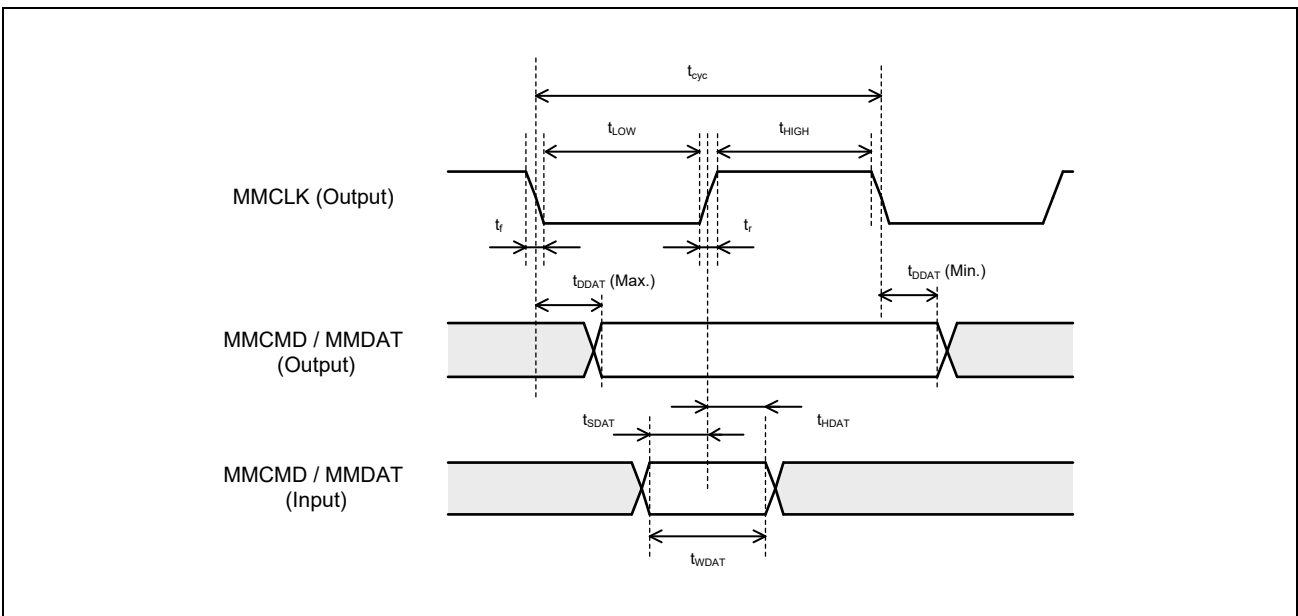 tcyc
tLOW
tHIGH
MMCLK (Output)
tf
tr
tDDAT (Max.)
tDDAT (Min.)
MMCMD / MMDAT
(Output)
tSDAT
tHDAT
MMCMD / MMDAT
(Input)
tWDAT